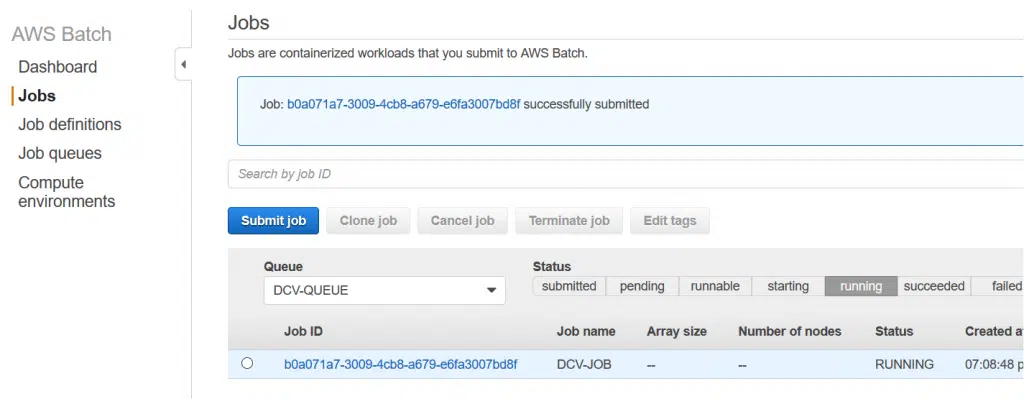 AWS Batch
Dashboard
Jobs
Job definitions
Job queues
Compute
environments
Jobs
Jobs are containerized workloads that you submit to AWS Batch.
Job: b0a071a7-3009-4cb8-a679-e6fa3007bd8f successfully submitted
Search by job ID
Submit job Clone job Cancel job Terminate job Edit tags
Queue Status
DCV-QUEUE submitted pending runnable starting running succeeded failed
Job ID Job name Array size Number of nodes Status Created a
b0a071a7-3009-4cb8-a679-e6fa3007bd8f DCV-JOB -- -- RUNNING 07:08:48 p